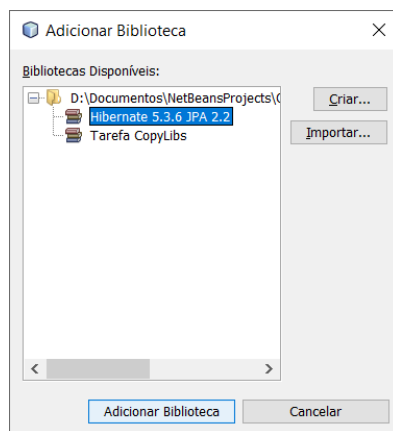 Adicionar Biblioteca
Bibliotecas Disponíveis:
D:\Documentos\NetBeansProjects\
Criar...
Hibernate 5.3.6 JPA 2.2
Importar...
Tarefa CopyLibs
Adicionar Biblioteca
Cancelar